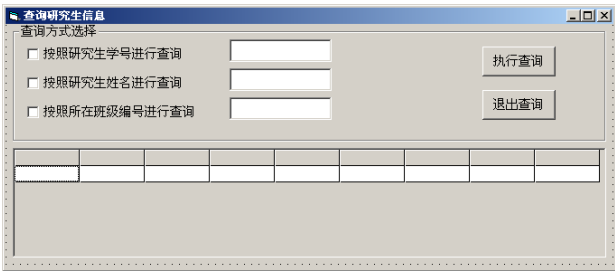 查询研究生信息
查询方式选择
按照研究生学号进行查询
执行查询
按照研究生姓名进行查询
按照所在班级编号进行查询
退出查询